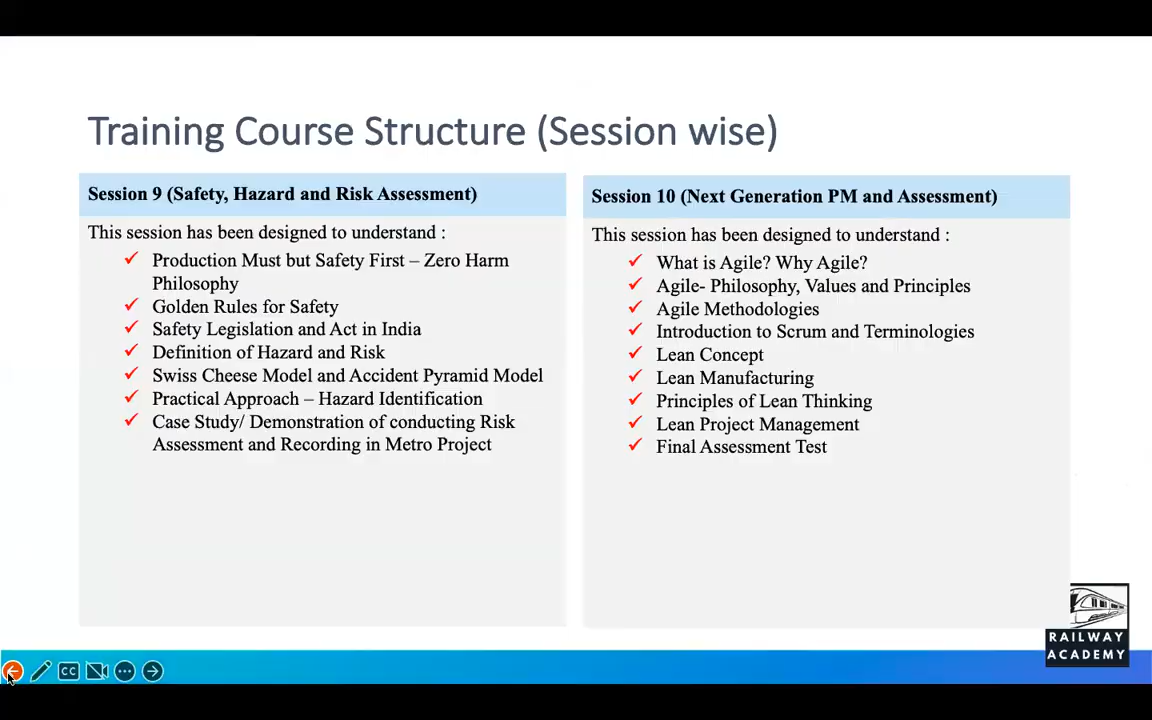 Training Course Structure (Session wise)
Session 9 (Safety, Hazard and Risk Assessment)
This session has been designed to understand :
Production Must but Safety First – Zero Harm
Philosophy
Golden Rules for Safety
Safety Legislation and Act in India
Definition of Hazard and Risk
Swiss Cheese Model and Accident Pyramid Model
Practical Approach – Hazard Identification
Case Study/ Demonstration of conducting Risk
Assessment and Recording in Metro Project
Session 10 (Next Generation PM and Assessment)
This session has been designed to understand :
What is Agile? Why Agile?
Agile- Philosophy, Values and Principles
Agile Methodologies
Introduction to Scrum and Terminologies
Lean Concept
Lean Manufacturing
Principles of Lean Thinking
Lean Project Management
Final Assessment Test
RAILWAY
ACADEMY
CC